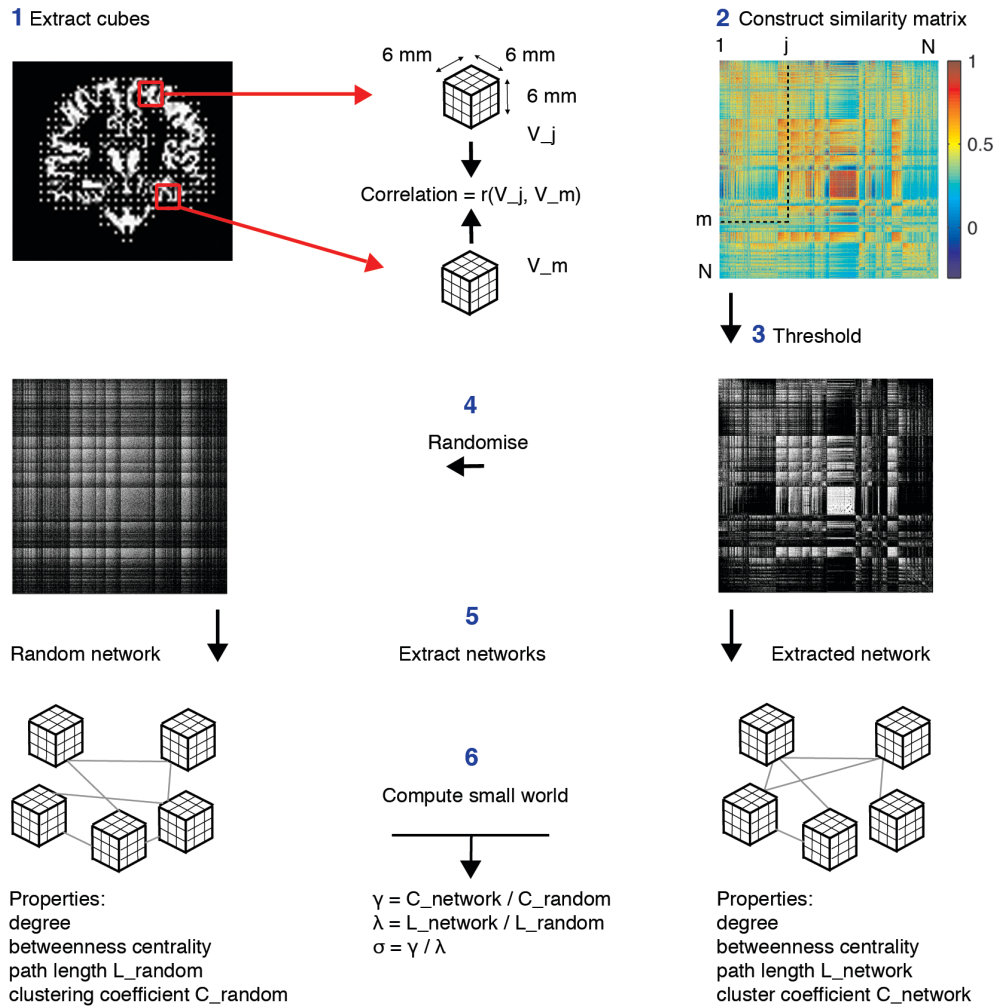 1 Extract cubes
6 mm
6 mm
6 mm
V_j
Correlation = r(V_j, V_m)
V_m
2 Construct similarity matrix
1
j
N
m
N
1
0.5
0
3 Threshold
4
Randomise
5
Extract networks
Random network
Extracted network
6
Compute small world
γ = C_network / C_random
λ = L_network / L_random
σ = γ / λ
Properties:
degree
betweenness centrality
path length L_random
clustering coefficient C_random
Properties:
degree
betweenness centrality
path length L_network
cluster coefficient C_network